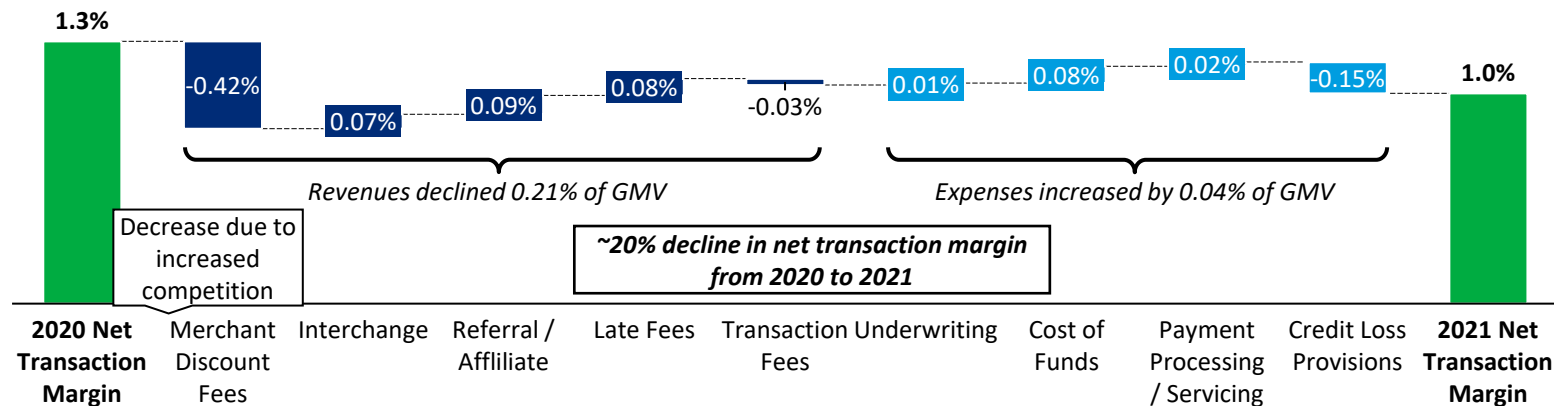 1.3%
-0.42%
0.07%
0.09%
0.08%
-0.03%
0.01%
0.08%
0.02%
-0.15%
1.0%
Revenues declined 0.21% of GMV
Expenses increased by 0.04% of GMV
Decrease due to
increased
competition
~20% decline in net transaction margin
from 2020 to 2021
2020 Net
Transaction
Margin
Merchant
Discount
Fees
Interchange
Referral /
Affliliate
Late Fees
Transaction
Fees
Underwriting
Cost of
Funds
Payment
Processing
/ Servicing
Credit Loss
Provisions
2021 Net
Transaction
Margin